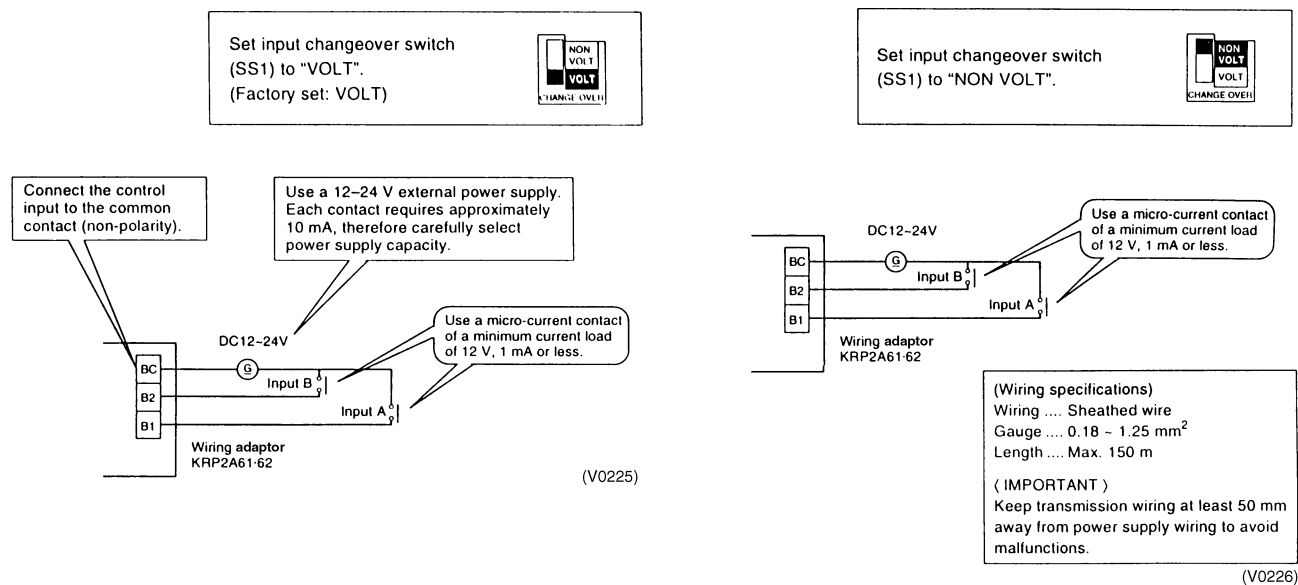 Set input changeover switch
(SS1) to “VOLT”.
(Factory set: VOLT)
NON
VOLT
VOLT
CHANGE OVER
Connect the control
input to the common
contact (non-polarity).
Use a 12–24 V external power supply.
Each contact requires approximately
10 mA, therefore carefully select
power supply capacity.
Use a micro-current contact
of a minimum current load
of 12 V, 1 mA or less.
DC12~24V
BC
G
Input B
B2
Input A
B1
Wiring adaptor
KRP2A61·62
(V0225)
Set input changeover switch
(SS1) to “NON VOLT”.
NON
VOLT
VOLT
CHANGE OVER
Use a micro-current contact
of a minimum current load
of 12 V, 1 mA or less.
DC12~24V
BC
G
Input B
B2
Input A
B1
Wiring adaptor
KRP2A61·62
(Wiring specifications)
Wiring .... Sheathed wire
Gauge .... 0.18 ~ 1.25 mm²
Length .... Max. 150 m
⟨ IMPORTANT ⟩
Keep transmission wiring at least 50 mm
away from power supply wiring to avoid
malfunctions.
(V0226)